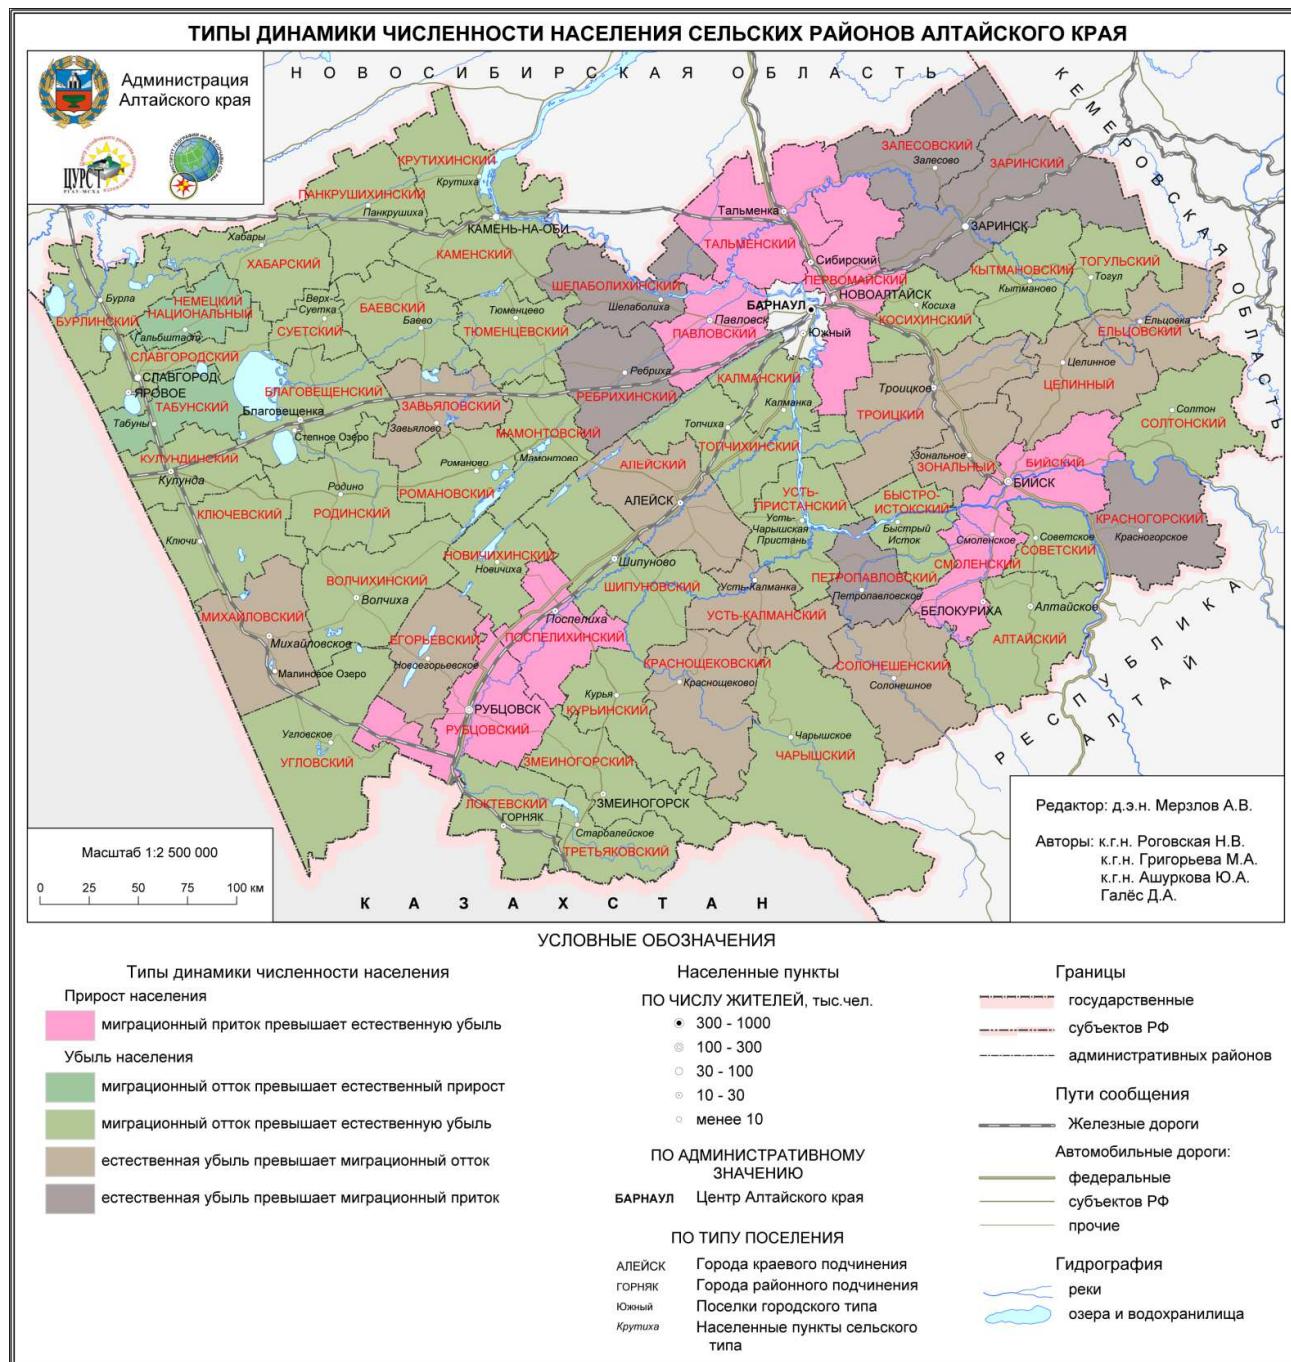 ТИПЫ ДИНАМИКИ ЧИСЛЕННОСТИ НАСЕЛЕНИЯ СЕЛЬСКИХ РАЙОНОВ АЛТАЙСКОГО КРАЯ
Администрация
Алтайского края
ЦУРСТ
РГАУ-МСХА
НОВОСИБИРСКАЯ ОБЛАСТЬ
КЕМЕРОВСКАЯ ОБЛАСТЬ
РЕСПУБЛИКА
АЛТАЙ
КАЗАХСТАН
КРУТИХИНСКИЙ
Крутиха
ПАНКРУШИХИНСКИЙ
Панкрушиха
КАМЕНЬ-НА-ОБИ
КАМЕНСКИЙ
Хабары
ХАБАРСКИЙ
ЗАЛЕСОВСКИЙ
Залесово
ЗАРИНСКИЙ
ЗАРИНСК
Тальменка
ТАЛЬМЕНСКИЙ
Сибирский
ПЕРВОМАЙСКИЙ
НОВОАЛТАЙСК
БАРНАУЛ
Южный
КЫТМАНОВСКИЙ
Кытманово
ТОГУЛЬСКИЙ
Тогул
ЕЛЬЦОВСКИЙ
Ельцовка
Косиха
КОСИХИНСКИЙ
ШЕЛАБОЛИХИНСКИЙ
Шелаболиха
Павловск
ПАВЛОВСКИЙ
Бурла
БУРЛИНСКИЙ
НЕМЕЦКИЙ
НАЦИОНАЛЬНЫЙ
Гальбштадт
Верх-
Суетка
СУЕТСКИЙ
БАЕВСКИЙ
Баево
Тюменцево
ТЮМЕНЦЕВСКИЙ
СЛАВГОРОДСКИЙ
СЛАВГОРОД
ЯРОВОЕ
ТАБУНСКИЙ
Табуны
БЛАГОВЕЩЕНСКИЙ
Благовещенка
Степное Озеро
ЗАВЬЯЛОВСКИЙ
Завьялово
Ребриха
РЕБРИХИНСКИЙ
КАЛМАНСКИЙ
Калманка
Троицкое
ТРОИЦКИЙ
Целинное
ЦЕЛИННЫЙ
Солтон
СОЛТОНСКИЙ
КУЛУНДИНСКИЙ
Кулунда
МАМОНТОВСКИЙ
Мамонтово
Романово
РОМАНОВСКИЙ
Родино
РОДИНСКИЙ
Топчиха
ТОПЧИХИНСКИЙ
АЛЕЙСКИЙ
АЛЕЙСК
Зональное
ЗОНАЛЬНЫЙ
БИЙСКИЙ
БИЙСК
КЛЮЧЕВСКИЙ
Ключи
УСТЬ-
ПРИСТАНСКИЙ
Усть-
Чарышская
Пристань
БЫСТРО-
ИСТОКСКИЙ
Быстрый
Исток
КРАСНОГОРСКИЙ
Красногорское
Смоленское
СМОЛЕНСКИЙ
Советское
СОВЕТСКИЙ
НОВИЧИХИНСКИЙ
Новичиха
Шипуново
ШИПУНОВСКИЙ
ВОЛЧИХИНСКИЙ
Волчиха
ПЕТРОПАВЛОВСКИЙ
Петропавловское
Усть-Калманка
УСТЬ-КАЛМАНСКИЙ
БЕЛОКУРИХА
Алтайское
АЛТАЙСКИЙ
МИХАЙЛОВСКИЙ
Михайловское
Малиновое Озеро
ЕГОРЬЕВСКИЙ
Новоегорьевское
Поспелиха
ПОСПЕЛИХИНСКИЙ
КРАСНОЩЕКОВСКИЙ
Краснощеково
СОЛОНЕШЕНСКИЙ
Солонешное
РУБЦОВСК
РУБЦОВСКИЙ
Курья
КУРЬИНСКИЙ
Угловское
УГЛОВСКИЙ
ЗМЕИНОГОРСКИЙ
ЗМЕИНОГОРСК
Чарышское
ЧАРЫШСКИЙ
ЛОКТЕВСКИЙ
ГОРНЯК
Староалейское
ТРЕТЬЯКОВСКИЙ
Масштаб 1:2 500 000
0 25 50 75 100 км
Редактор: д.э.н. Мерзлов А.В.
Авторы: к.г.н. Роговская Н.В.
к.г.н. Григорьева М.А.
к.г.н. Ашуркова Ю.А.
Галёс Д.А.
УСЛОВНЫЕ ОБОЗНАЧЕНИЯ
Типы динамики численности населения
Прирост населения
миграционный приток превышает естественную убыль
Убыль населения
миграционный отток превышает естественный прирост
миграционный отток превышает естественную убыль
естественная убыль превышает миграционный отток
естественная убыль превышает миграционный приток
Населенные пункты
ПО ЧИСЛУ ЖИТЕЛЕЙ, тыс.чел.
300 - 1000
100 - 300
30 - 100
10 - 30
менее 10
ПО АДМИНИСТРАТИВНОМУ
ЗНАЧЕНИЮ
БАРНАУЛ Центр Алтайского края
ПО ТИПУ ПОСЕЛЕНИЯ
АЛЕЙСК Города краевого подчинения
ГОРНЯК Города районного подчинения
Южный Поселки городского типа
Крутиха Населенные пункты сельского
типа
Границы
государственные
субъектов РФ
административных районов
Пути сообщения
Железные дороги
Автомобильные дороги:
федеральные
субъектов РФ
прочие
Гидрография
реки
озера и водохранилища